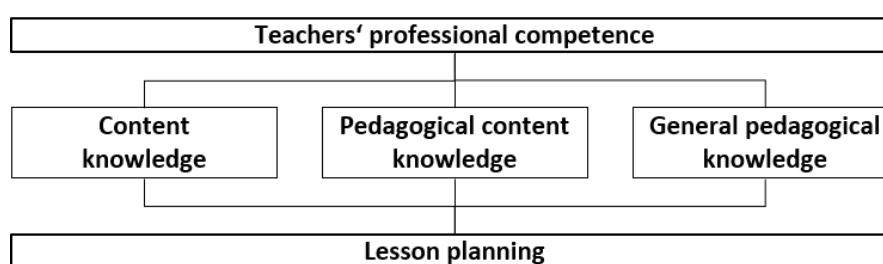 Teachers‘ professional competence
Content
knowledge
Pedagogical content
knowledge
General pedagogical
knowledge
Lesson planning